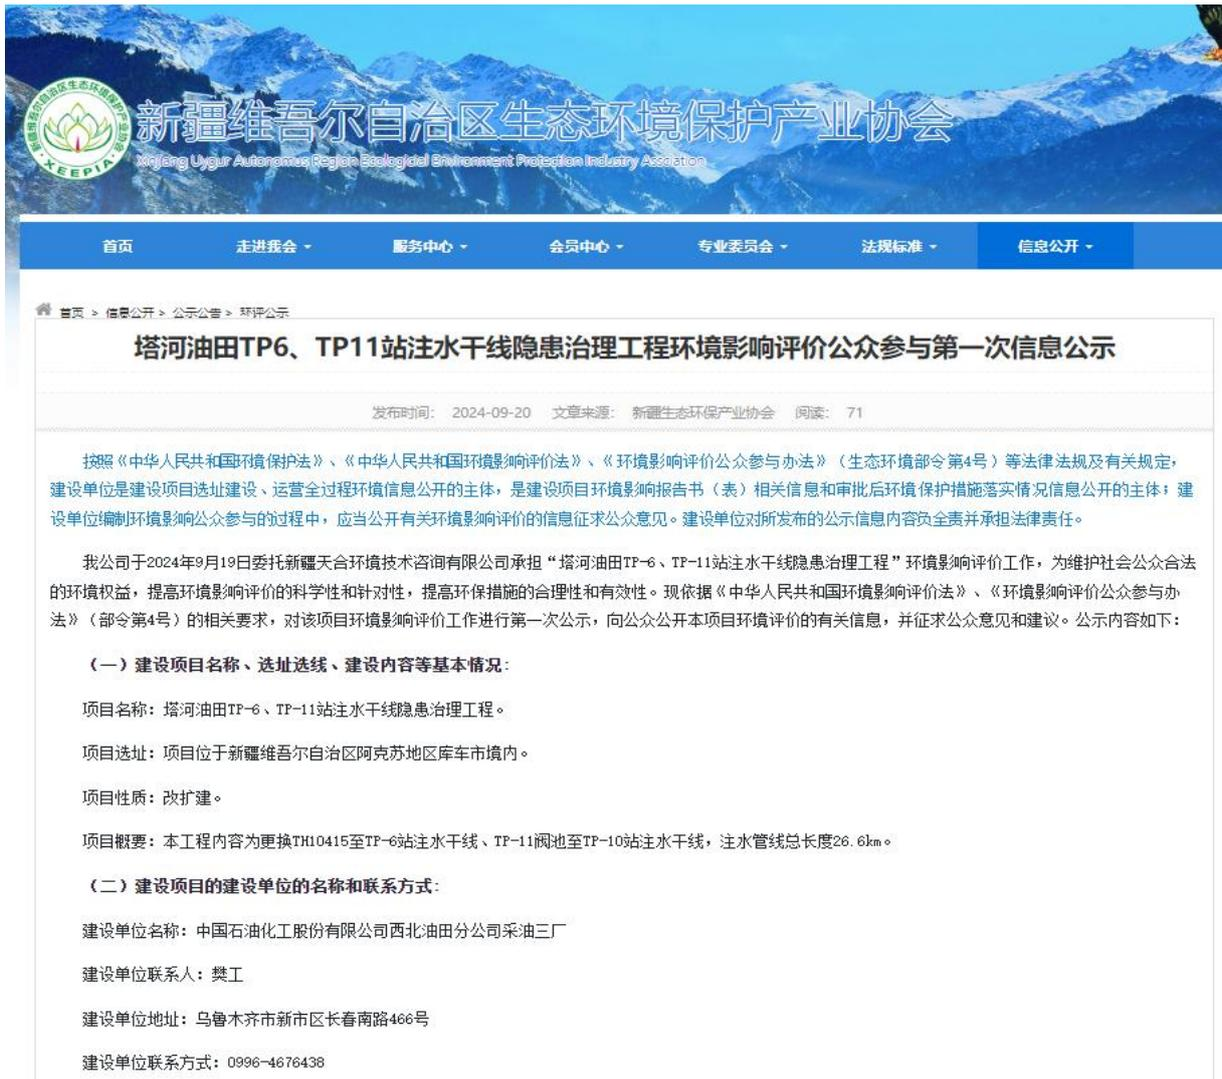 新疆维吾尔自治区生态环境保护产业协会
Xinjiang Uygur Autonomus Region Ecologicial Environment Protection Industry Assoiation
XEEPIA
首页 走进我会 服务中心 会员中心 专业委员会 法规标准 信息公开
首页 > 信息公开 > 公示公告 > 环评公示
塔河油田TP6、TP11站注水干线隐患治理工程环境影响评价公众参与第一次信息公示
发布时间： 2024-09-20 文章来源： 新疆生态环保产业协会 阅读： 71
按照《中华人民共和国环境保护法》、《中华人民共和国环境影响评价法》、《环境影响评价公众参与办法》（生态环境部令第4号）等法律法规及有关规定，
建设单位是建设项目选址建设、运营全过程环境信息公开的主体，是建设项目环境影响报告书（表）相关信息和审批后环境保护措施落实情况信息公开的主体；建
设单位编制环境影响公众参与的过程中，应当公开有关环境影响评价的信息征求公众意见。建设单位对所发布的公示信息内容负全责并承担法律责任。
我公司于2024年9月19日委托新疆天合环境技术咨询有限公司承担“塔河油田TP-6、TP-11站注水干线隐患治理工程”环境影响评价工作，为维护社会公众合法
的环境权益，提高环境影响评价的科学性和针对性，提高环保措施的合理性和有效性。现依据《中华人民共和国环境影响评价法》、《环境影响评价公众参与办
法》（部令第4号）的相关要求，对该项目环境影响评价工作进行第一次公示，向公众公开本项目环境评价的有关信息，并征求公众意见和建议。公示内容如下：
（一）建设项目名称、选址选线、建设内容等基本情况：
项目名称：塔河油田TP-6、TP-11站注水干线隐患治理工程。
项目选址：项目位于新疆维吾尔自治区阿克苏地区库车市境内。
项目性质：改扩建。
项目概要：本工程内容为更换TH10415至TP-6站注水干线、TP-11阀池至TP-10站注水干线，注水管线总长度26.6km。
（二）建设项目的建设单位的名称和联系方式：
建设单位名称：中国石油化工股份有限公司西北油田分公司采油三厂
建设单位联系人：樊工
建设单位地址：乌鲁木齐市新市区长春南路466号
建设单位联系方式：0996-4676438